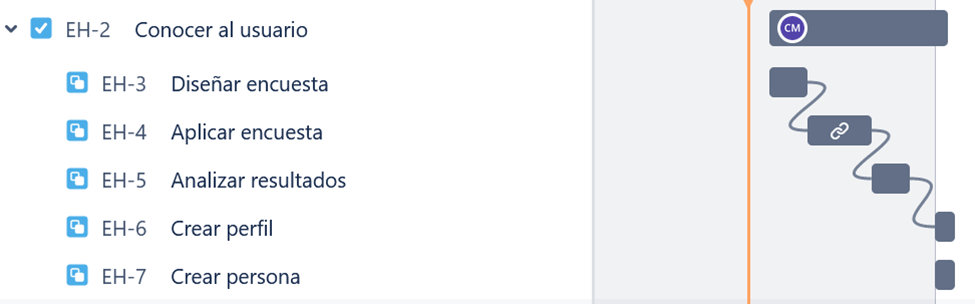 EH-2 Conocer al usuario CM
EH-3 Diseñar encuesta
EH-4 Aplicar encuesta
EH-5 Analizar resultados
EH-6 Crear perfil
EH-7 Crear persona